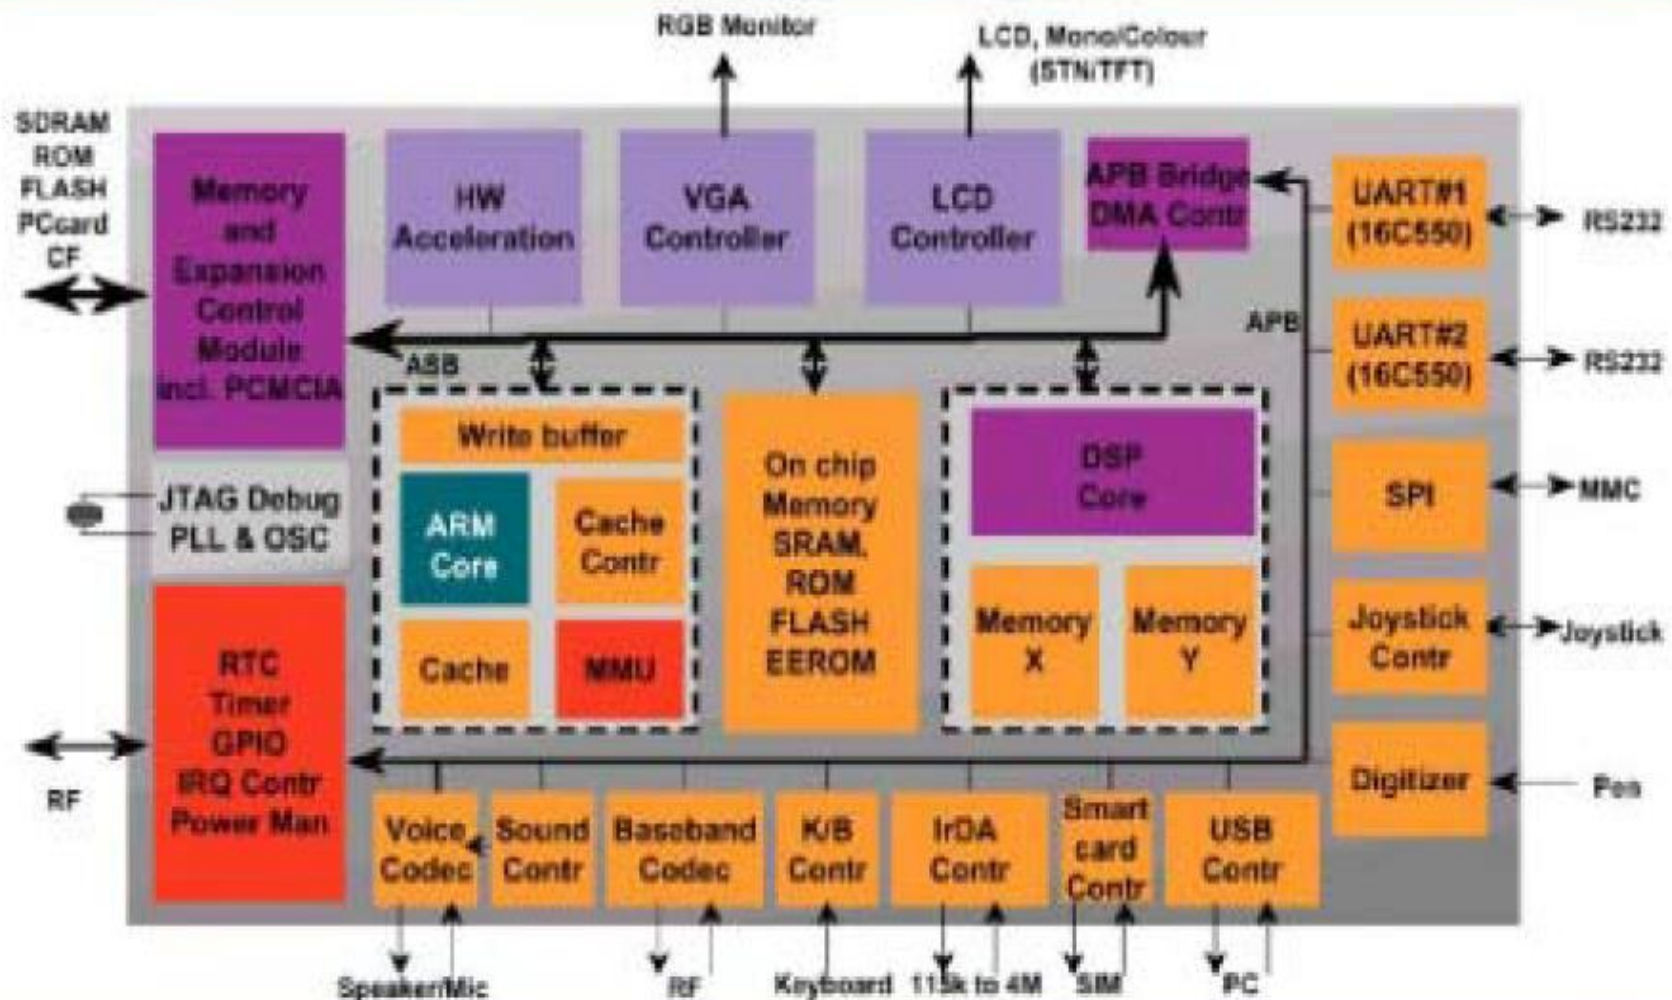 RGB Monitor
LCD, Mono/Colour
(STN/TFT)
SDRAM
ROM
FLASH
PCcard
CF
Memory
and
Expansion
Control
Module
incl. PCMCIA
HW
Acceleration
VGA
Controller
LCD
Controller
APB Bridge
DMA Contr
UART#1
(16C550)
RS232
ASB
APB
UART#2
(16C550)
RS232
Write buffer
ARM
Core
Cache
Contr
Cache
MMU
On chip
Memory
SRAM,
ROM
FLASH
EEROM
DSP
Core
Memory
X
Memory
Y
SPI
MMC
JTAG Debug
PLL & OSC
Joystick
Contr
Joystick
RTC
Timer
GPIO
IRQ Contr
Power Man
RF
Digitizer
Pen
Voice
Codec
Sound
Contr
Baseband
Codec
K/B
Contr
IrDA
Contr
Smart
card
Contr
USB
Contr
Speaker/Mic
RF
Keyboard
115k to 4M
SIM
PC